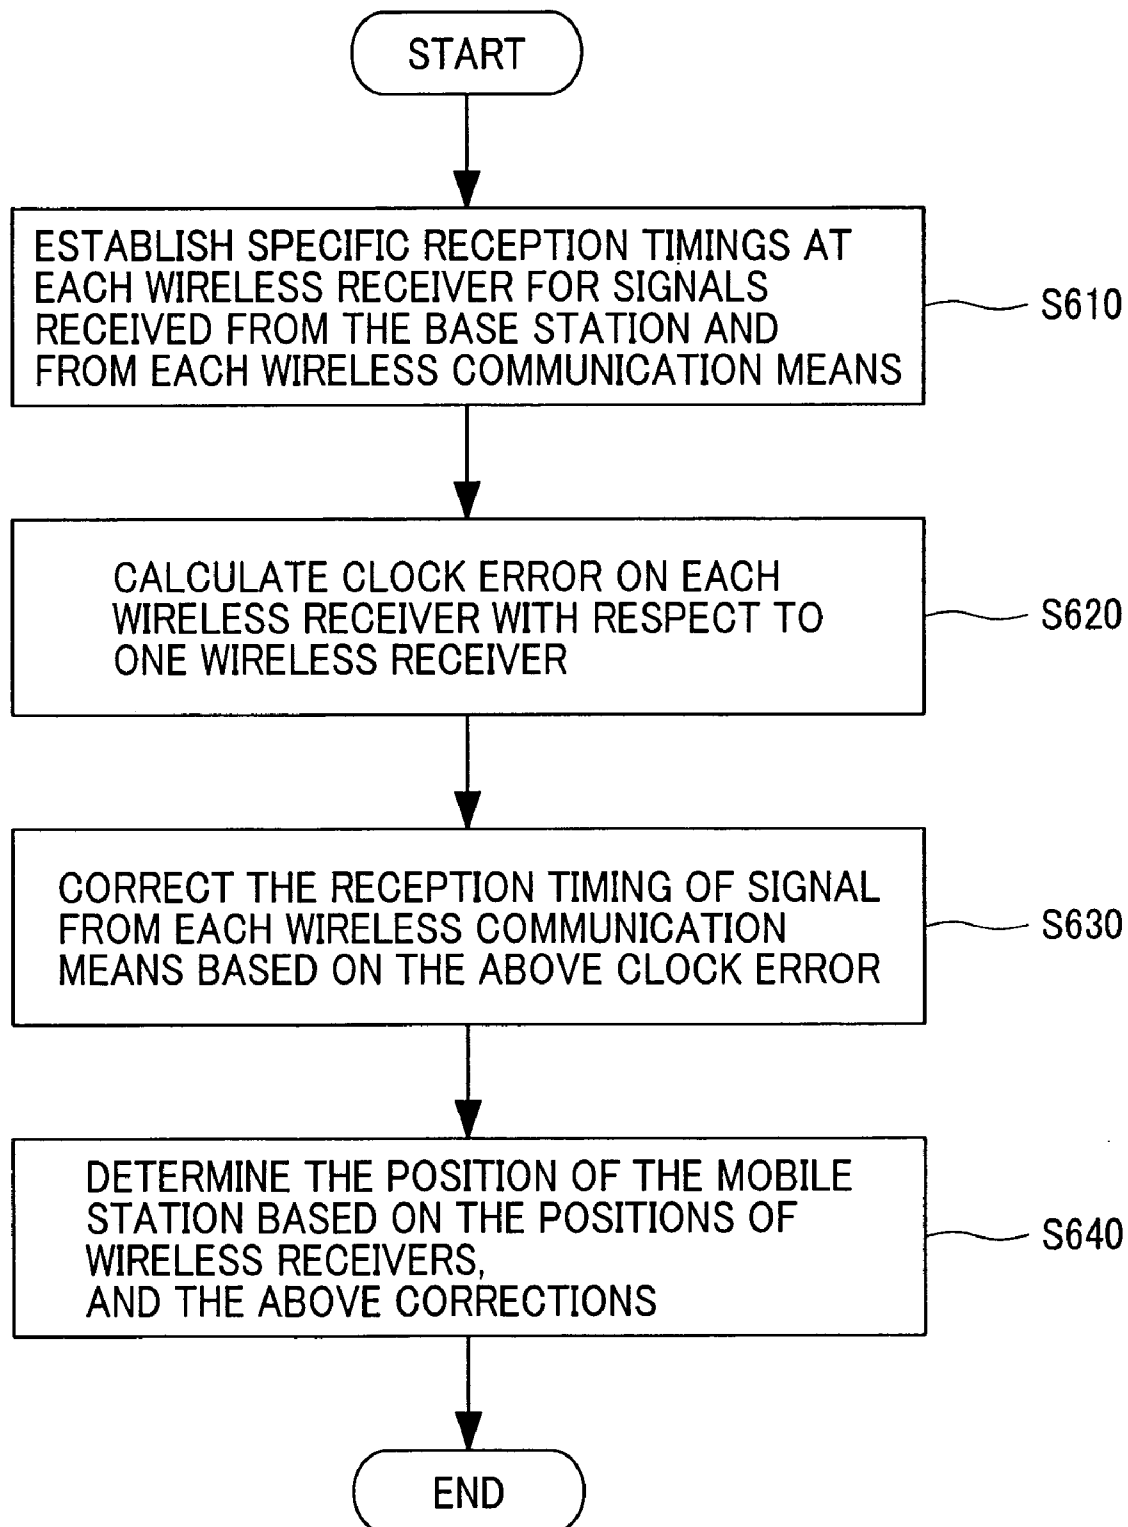 START
ESTABLISH SPECIFIC RECEPTION TIMINGS AT
EACH WIRELESS RECEIVER FOR SIGNALS
RECEIVED FROM THE BASE STATION AND
FROM EACH WIRELESS COMMUNICATION MEANS
S610
CALCULATE CLOCK ERROR ON EACH
WIRELESS RECEIVER WITH RESPECT TO
ONE WIRELESS RECEIVER
S620
CORRECT THE RECEPTION TIMING OF SIGNAL
FROM EACH WIRELESS COMMUNICATION
MEANS BASED ON THE ABOVE CLOCK ERROR
S630
DETERMINE THE POSITION OF THE MOBILE
STATION BASED ON THE POSITIONS OF
WIRELESS RECEIVERS,
AND THE ABOVE CORRECTIONS
S640
END